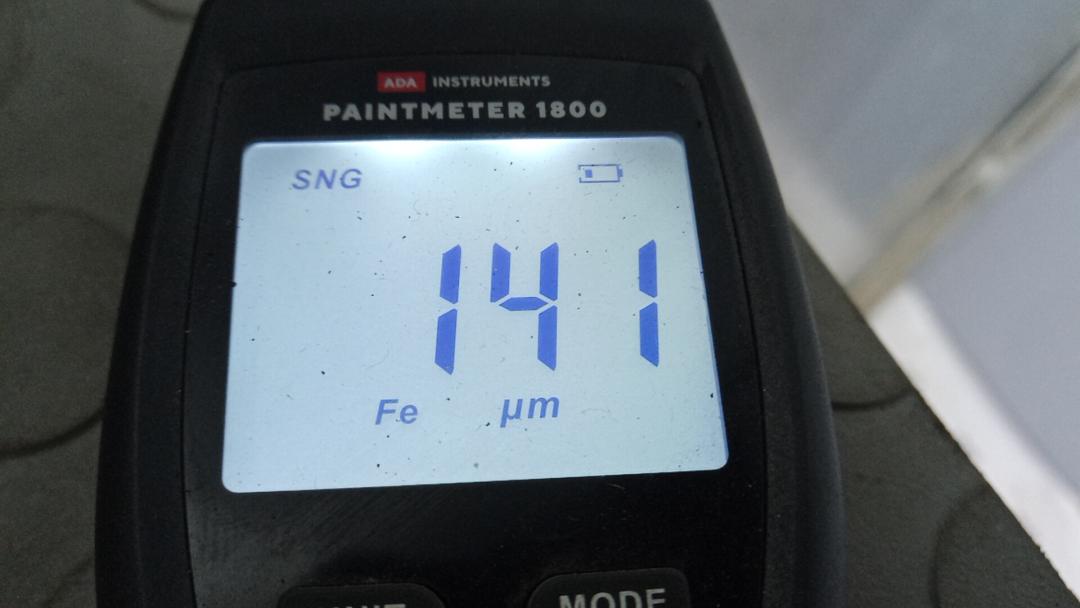 ADA INSTRUMENTS
PAINTMETER 1800
SNG
141
Fe μm
MODE